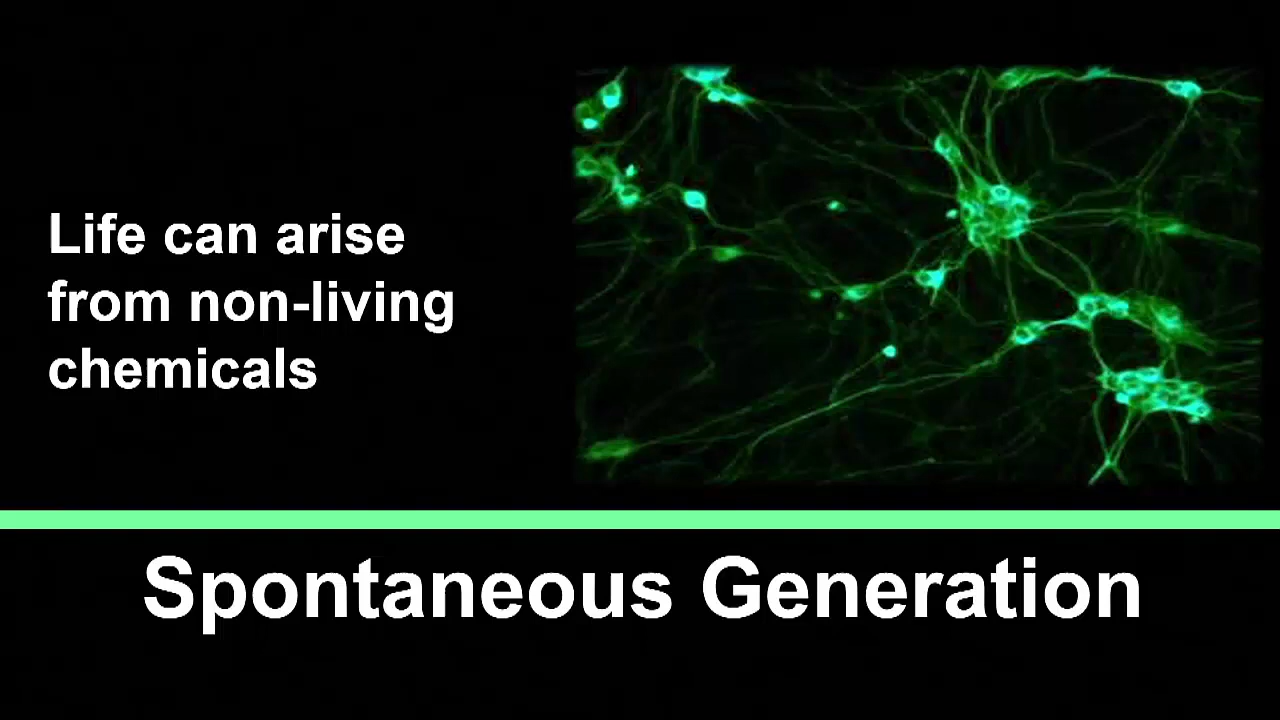 Life can arise
from non-living
chemicals
Spontaneous Generation